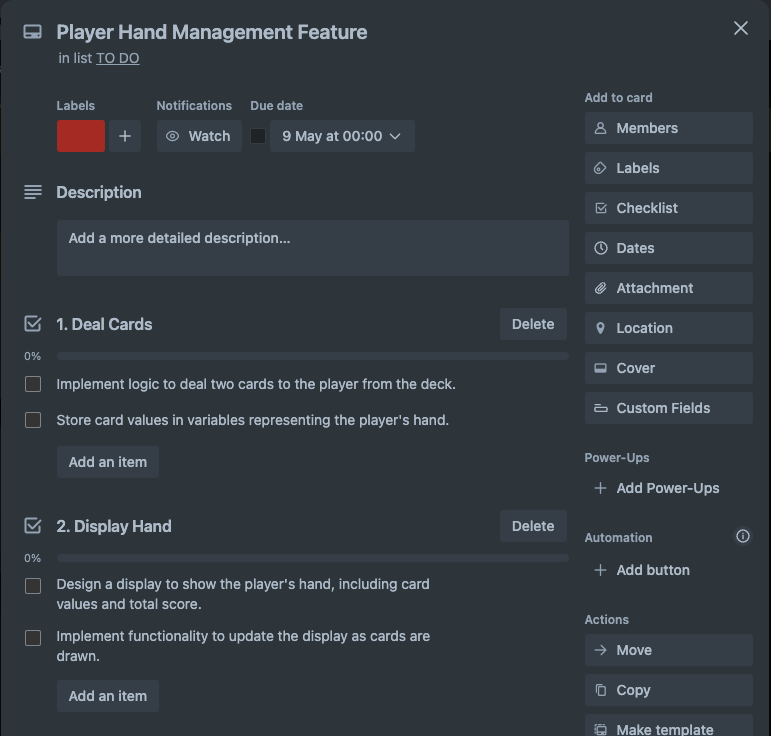 Player Hand Management Feature
in list TO DO
Labels
Notifications
Due date
Watch
9 May at 00:00
Description
Add a more detailed description...
1. Deal Cards
Delete
0%
Implement logic to deal two cards to the player from the deck.
Store card values in variables representing the player's hand.
Add an item
2. Display Hand
Delete
0%
Design a display to show the player's hand, including card
values and total score.
Implement functionality to update the display as cards are
drawn.
Add an item
Add to card
Members
Labels
Checklist
Dates
Attachment
Location
Cover
Custom Fields
Power-Ups
Add Power-Ups
Automation
Add button
Actions
Move
Copy
Make template